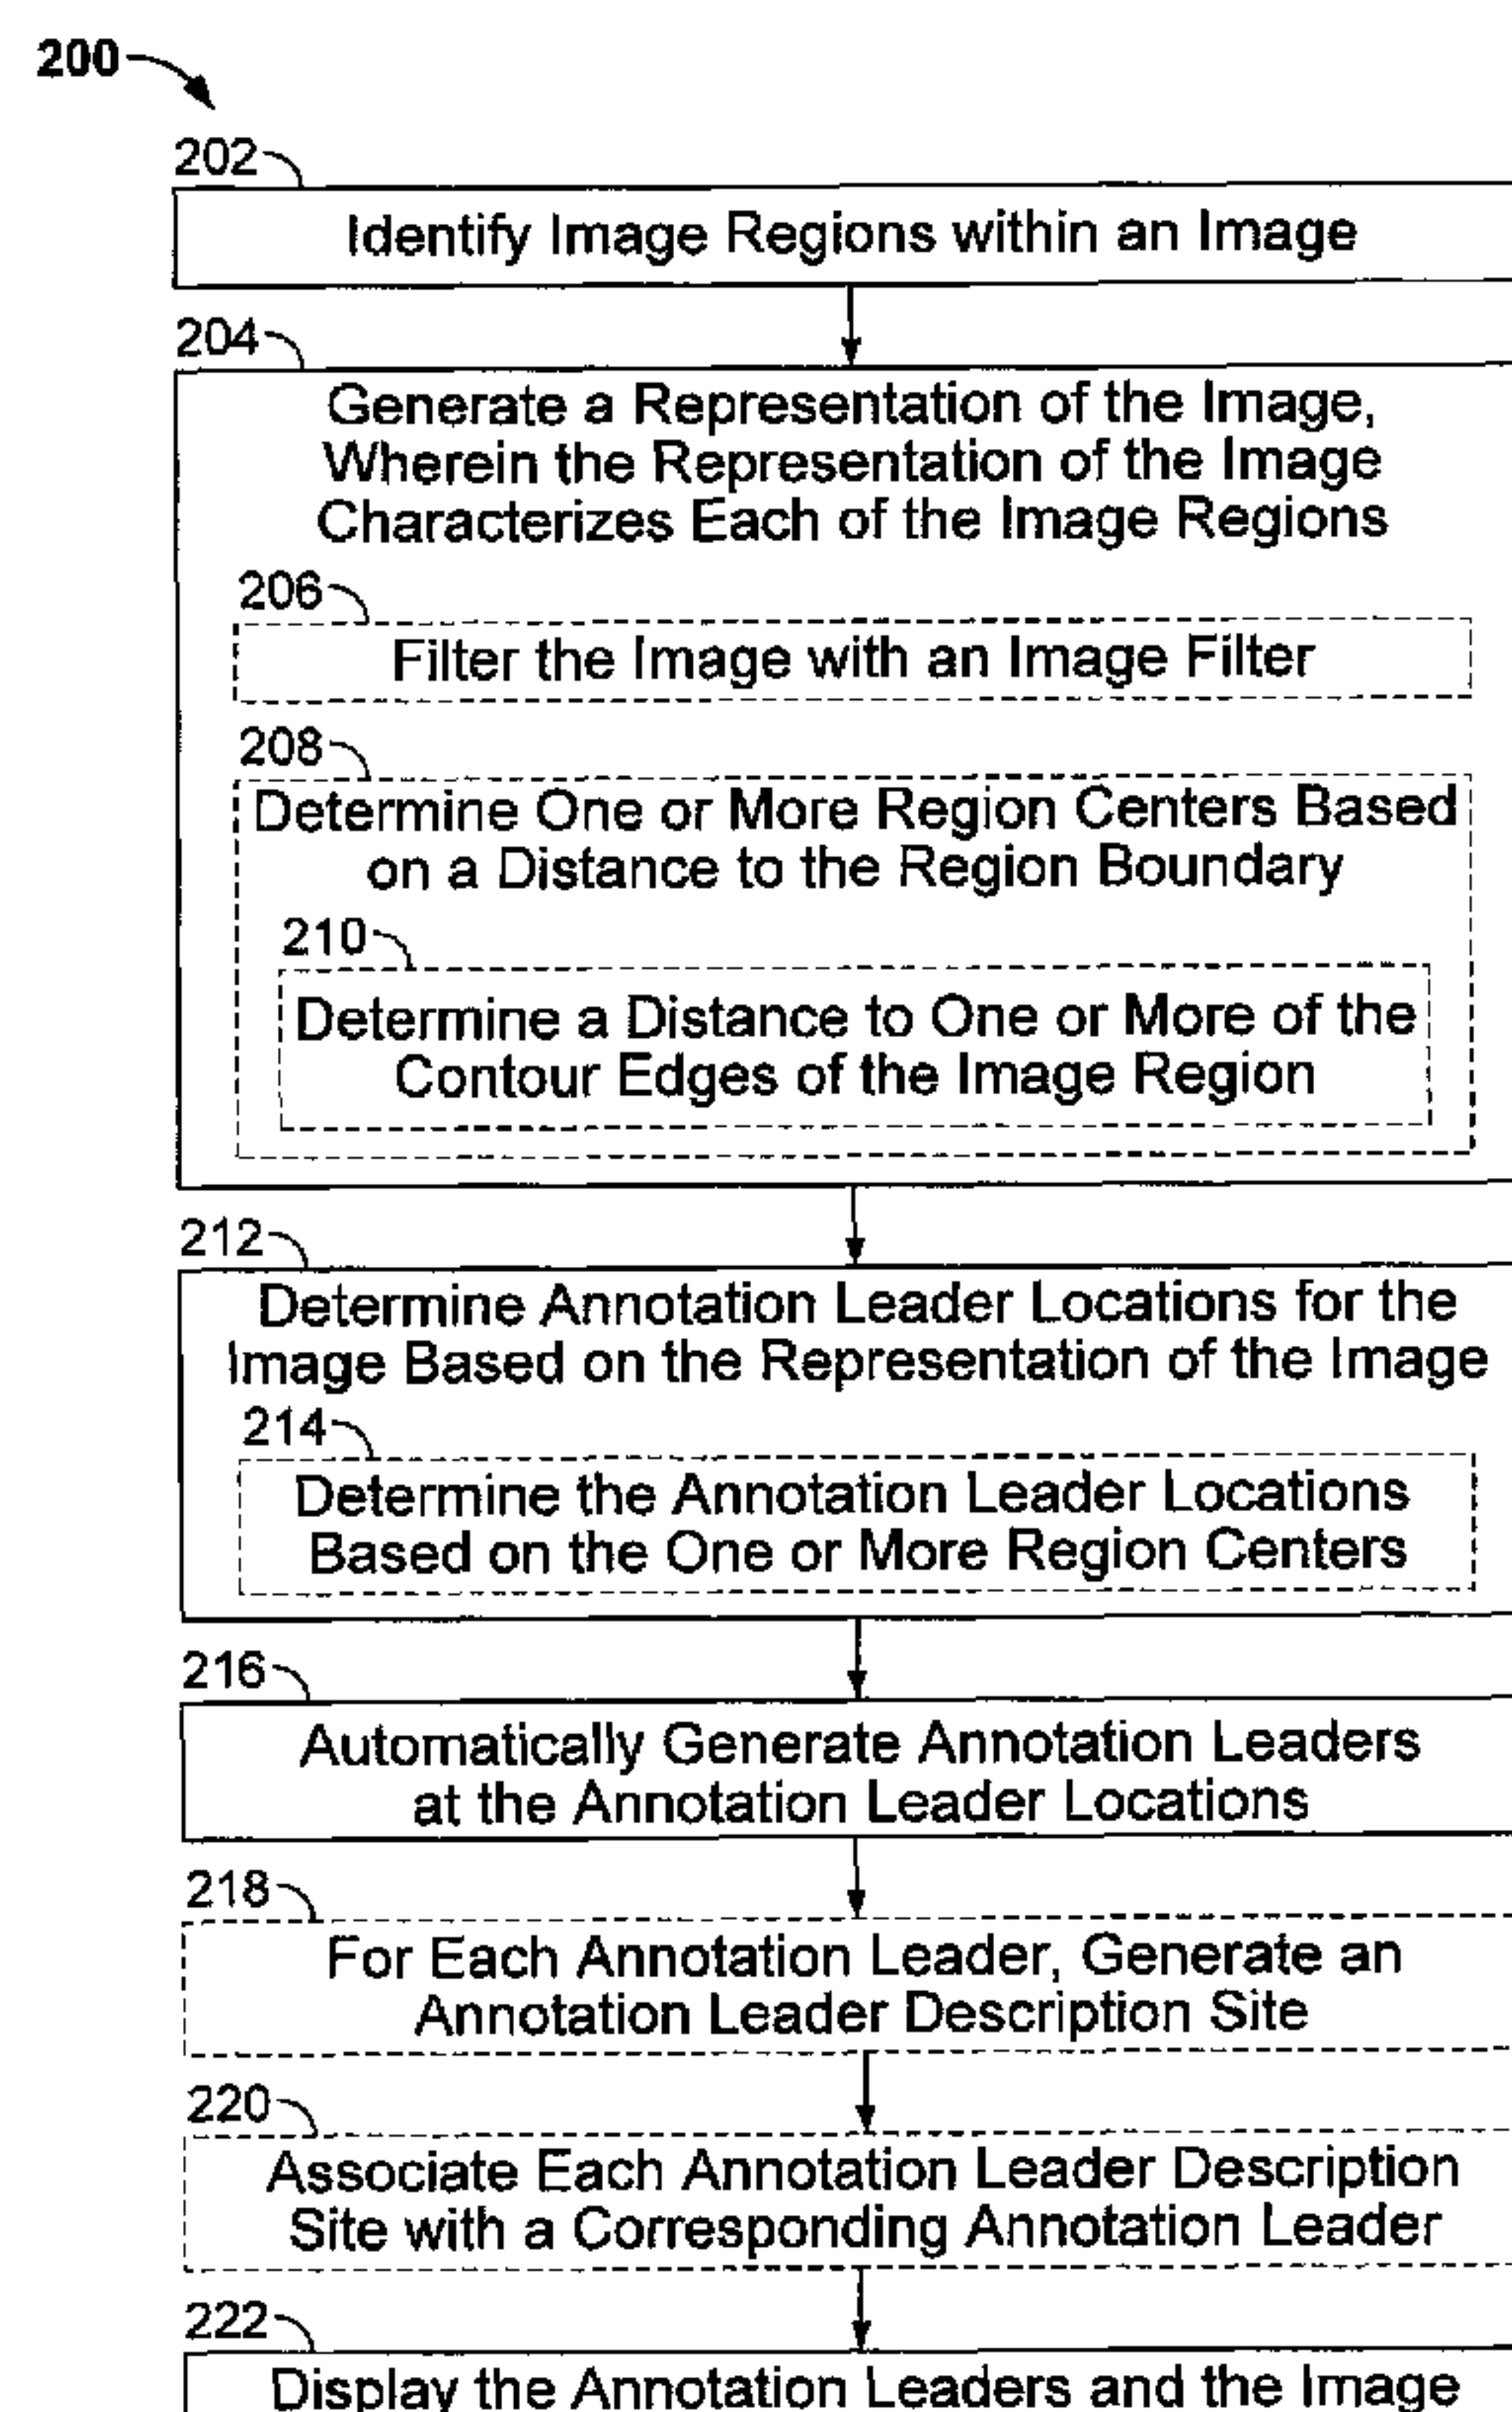 200
202
Identify Image Regions within an Image
204
Generate a Representation of the Image,
Wherein the Representation of the Image
Characterizes Each of the Image Regions
206
Filter the Image with an Image Filter
208
Determine One or More Region Centers Based
on a Distance to the Region Boundary
210
Determine a Distance to One or More of the
Contour Edges of the Image Region
212
Determine Annotation Leader Locations for the
Image Based on the Representation of the Image
214
Determine the Annotation Leader Locations
Based on the One or More Region Centers
216
Automatically Generate Annotation Leaders
at the Annotation Leader Locations
218
For Each Annotation Leader, Generate an
Annotation Leader Description Site
220
Associate Each Annotation Leader Description
Site with a Corresponding Annotation Leader
222
Display the Annotation Leaders and the Image